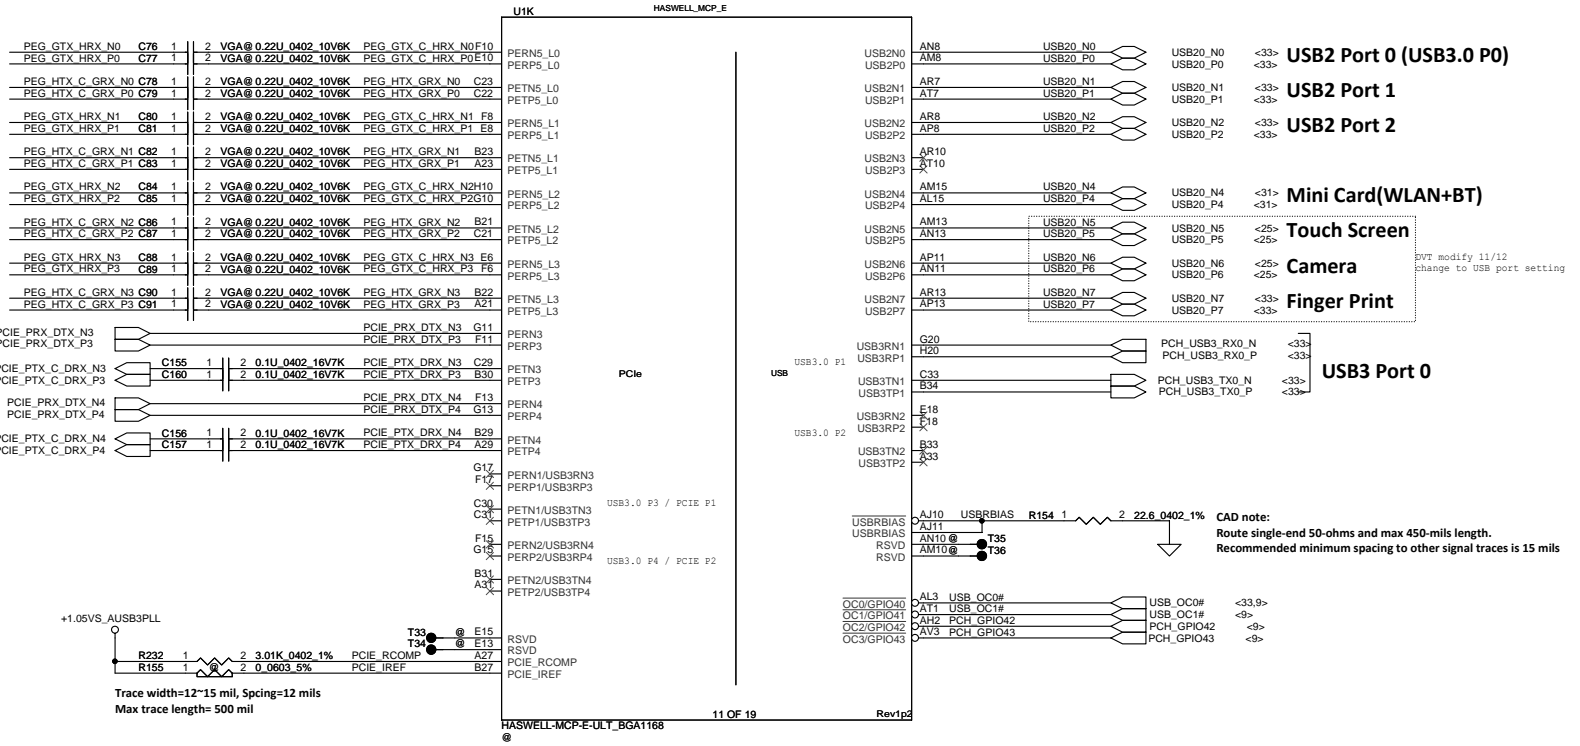 U1K
HASWELL_MCP_E
PEG_GTX_HRX_N0 C76 1 2 VGA@ 0.22U_0402_10V6K PEG_GTX_C_HRX_N0 F10 PERN5_L0
PEG_GTX_HRX_P0 C77 1 2 VGA@ 0.22U_0402_10V6K PEG_GTX_C_HRX_P0 E10 PERP5_L0
PEG_HTX_C_GRX_N0 C78 1 2 VGA@ 0.22U_0402_10V6K PEG_HTX_GRX_N0 C23 PETN5_L0
PEG_HTX_C_GRX_P0 C79 1 2 VGA@ 0.22U_0402_10V6K PEG_HTX_GRX_P0 C22 PETP5_L0
PEG_GTX_HRX_N1 C80 1 2 VGA@ 0.22U_0402_10V6K PEG_GTX_C_HRX_N1 F8 PERN5_L1
PEG_GTX_HRX_P1 C81 1 2 VGA@ 0.22U_0402_10V6K PEG_GTX_C_HRX_P1 E8 PERP5_L1
PEG_HTX_C_GRX_N1 C82 1 2 VGA@ 0.22U_0402_10V6K PEG_HTX_GRX_N1 B23 PETN5_L1
PEG_HTX_C_GRX_P1 C83 1 2 VGA@ 0.22U_0402_10V6K PEG_HTX_GRX_P1 A23 PETP5_L1
PEG_GTX_HRX_N2 C84 1 2 VGA@ 0.22U_0402_10V6K PEG_GTX_C_HRX_N2 H10 PERN5_L2
PEG_GTX_HRX_P2 C85 1 2 VGA@ 0.22U_0402_10V6K PEG_GTX_C_HRX_P2 G10 PERP5_L2
PEG_HTX_C_GRX_N2 C86 1 2 VGA@ 0.22U_0402_10V6K PEG_HTX_GRX_N2 B21 PETN5_L2
PEG_HTX_C_GRX_P2 C87 1 2 VGA@ 0.22U_0402_10V6K PEG_HTX_GRX_P2 C21 PETP5_L2
PEG_GTX_HRX_N3 C88 1 2 VGA@ 0.22U_0402_10V6K PEG_GTX_C_HRX_N3 E6 PERN5_L3
PEG_GTX_HRX_P3 C89 1 2 VGA@ 0.22U_0402_10V6K PEG_GTX_C_HRX_P3 F6 PERP5_L3
PEG_HTX_C_GRX_N3 C90 1 2 VGA@ 0.22U_0402_10V6K PEG_HTX_GRX_N3 B22 PETN5_L3
PEG_HTX_C_GRX_P3 C91 1 2 VGA@ 0.22U_0402_10V6K PEG_HTX_GRX_P3 A21 PETP5_L3
PCIE_PRX_DTX_N3 PCIE_PRX_DTX_N3 G11 PERN3
PCIE_PRX_DTX_P3 PCIE_PRX_DTX_P3 F11 PERP3
PCIE_PTX_C_DRX_N3 C155 1 2 0.1U_0402_16V7K PCIE_PTX_DRX_N3 C29 PETN3
PCIE_PTX_C_DRX_P3 C160 1 2 0.1U_0402_16V7K PCIE_PTX_DRX_P3 B30 PETP3
PCIE_PRX_DTX_N4 PCIE_PRX_DTX_N4 F13 PERN4
PCIE_PRX_DTX_P4 PCIE_PRX_DTX_P4 G13 PERP4
PCIE_PTX_C_DRX_N4 C156 1 2 0.1U_0402_16V7K PCIE_PTX_DRX_N4 B29 PETN4
PCIE_PTX_C_DRX_P4 C157 1 2 0.1U_0402_16V7K PCIE_PTX_DRX_P4 A29 PETP4
G17 PERN1/USB3RN3
F17 PERP1/USB3RP3
C30 PETN1/USB3TN3
C31 PETP1/USB3TP3
USB3.0 P3 / PCIE P1
F15 PERN2/USB3RN4
G15 PERP2/USB3RP4
USB3.0 P4 / PCIE P2
B31 PETN2/USB3TN4
A31 PETP2/USB3TP4
+1.05VS_AUSB3PLL
T33 @ E15 RSVD
T34 @ E13 RSVD
R232 1 2 3.01K_0402_1% PCIE_RCOMP A27 PCIE_RCOMP
R155 1 @ 2 0_0603_5% PCIE_IREF B27 PCIE_IREF
Trace width=12~15 mil, Spcing=12 mils
Max trace length= 500 mil
PCIe
USB
USB2N0 AN8 USB20_N0 USB20_N0 <33>
USB2P0 AM8 USB20_P0 USB20_P0 <33>
USB2 Port 0 (USB3.0 P0)
USB2N1 AR7 USB20_N1 USB20_N1 <33>
USB2P1 AT7 USB20_P1 USB20_P1 <33>
USB2 Port 1
USB2N2 AR8 USB20_N2 USB20_N2 <33>
USB2P2 AP8 USB20_P2 USB20_P2 <33>
USB2 Port 2
USB2N3 AR10
USB2P3 AT10
USB2N4 AM15 USB20_N4 USB20_N4 <31>
USB2P4 AL15 USB20_P4 USB20_P4 <31>
Mini Card(WLAN+BT)
USB2N5 AM13 USB20_N5 USB20_N5 <25>
USB2P5 AN13 USB20_P5 USB20_P5 <25>
Touch Screen
USB2N6 AP11 USB20_N6 USB20_N6 <25>
USB2P6 AN11 USB20_P6 USB20_P6 <25>
Camera
DVT modify 11/12
change to USB port setting
USB2N7 AR13 USB20_N7 USB20_N7 <33>
USB2P7 AP13 USB20_P7 USB20_P7 <33>
Finger Print
USB3RN1 G20 PCH_USB3_RX0_N <33>
USB3RP1 H20 PCH_USB3_RX0_P <33>
USB3.0 P1
USB3TN1 C33 PCH_USB3_TX0_N <33>
USB3TP1 B34 PCH_USB3_TX0_P <33>
USB3 Port 0
USB3RN2 E18
USB3RP2 F18
USB3.0 P2
USB3TN2 B33
USB3TP2 A33
USBRBIAS AJ10 USBRBIAS R154 1 2 22.6_0402_1%
USBRBIAS AJ11
RSVD AN10 @ T35
RSVD AM10 @ T36
CAD note:
Route single-end 50-ohms and max 450-mils length.
Recommended minimum spacing to other signal traces is 15 mils
OC0/GPIO40 AL3 USB_OC0# USB_OC0# <33,9>
OC1/GPIO41 AT1 USB_OC1# USB_OC1# <9>
OC2/GPIO42 AH2 PCH_GPIO42 PCH_GPIO42 <9>
OC3/GPIO43 AV3 PCH_GPIO43 PCH_GPIO43 <9>
11 OF 19
Rev1p2
HASWELL-MCP-E-ULT_BGA1168
@